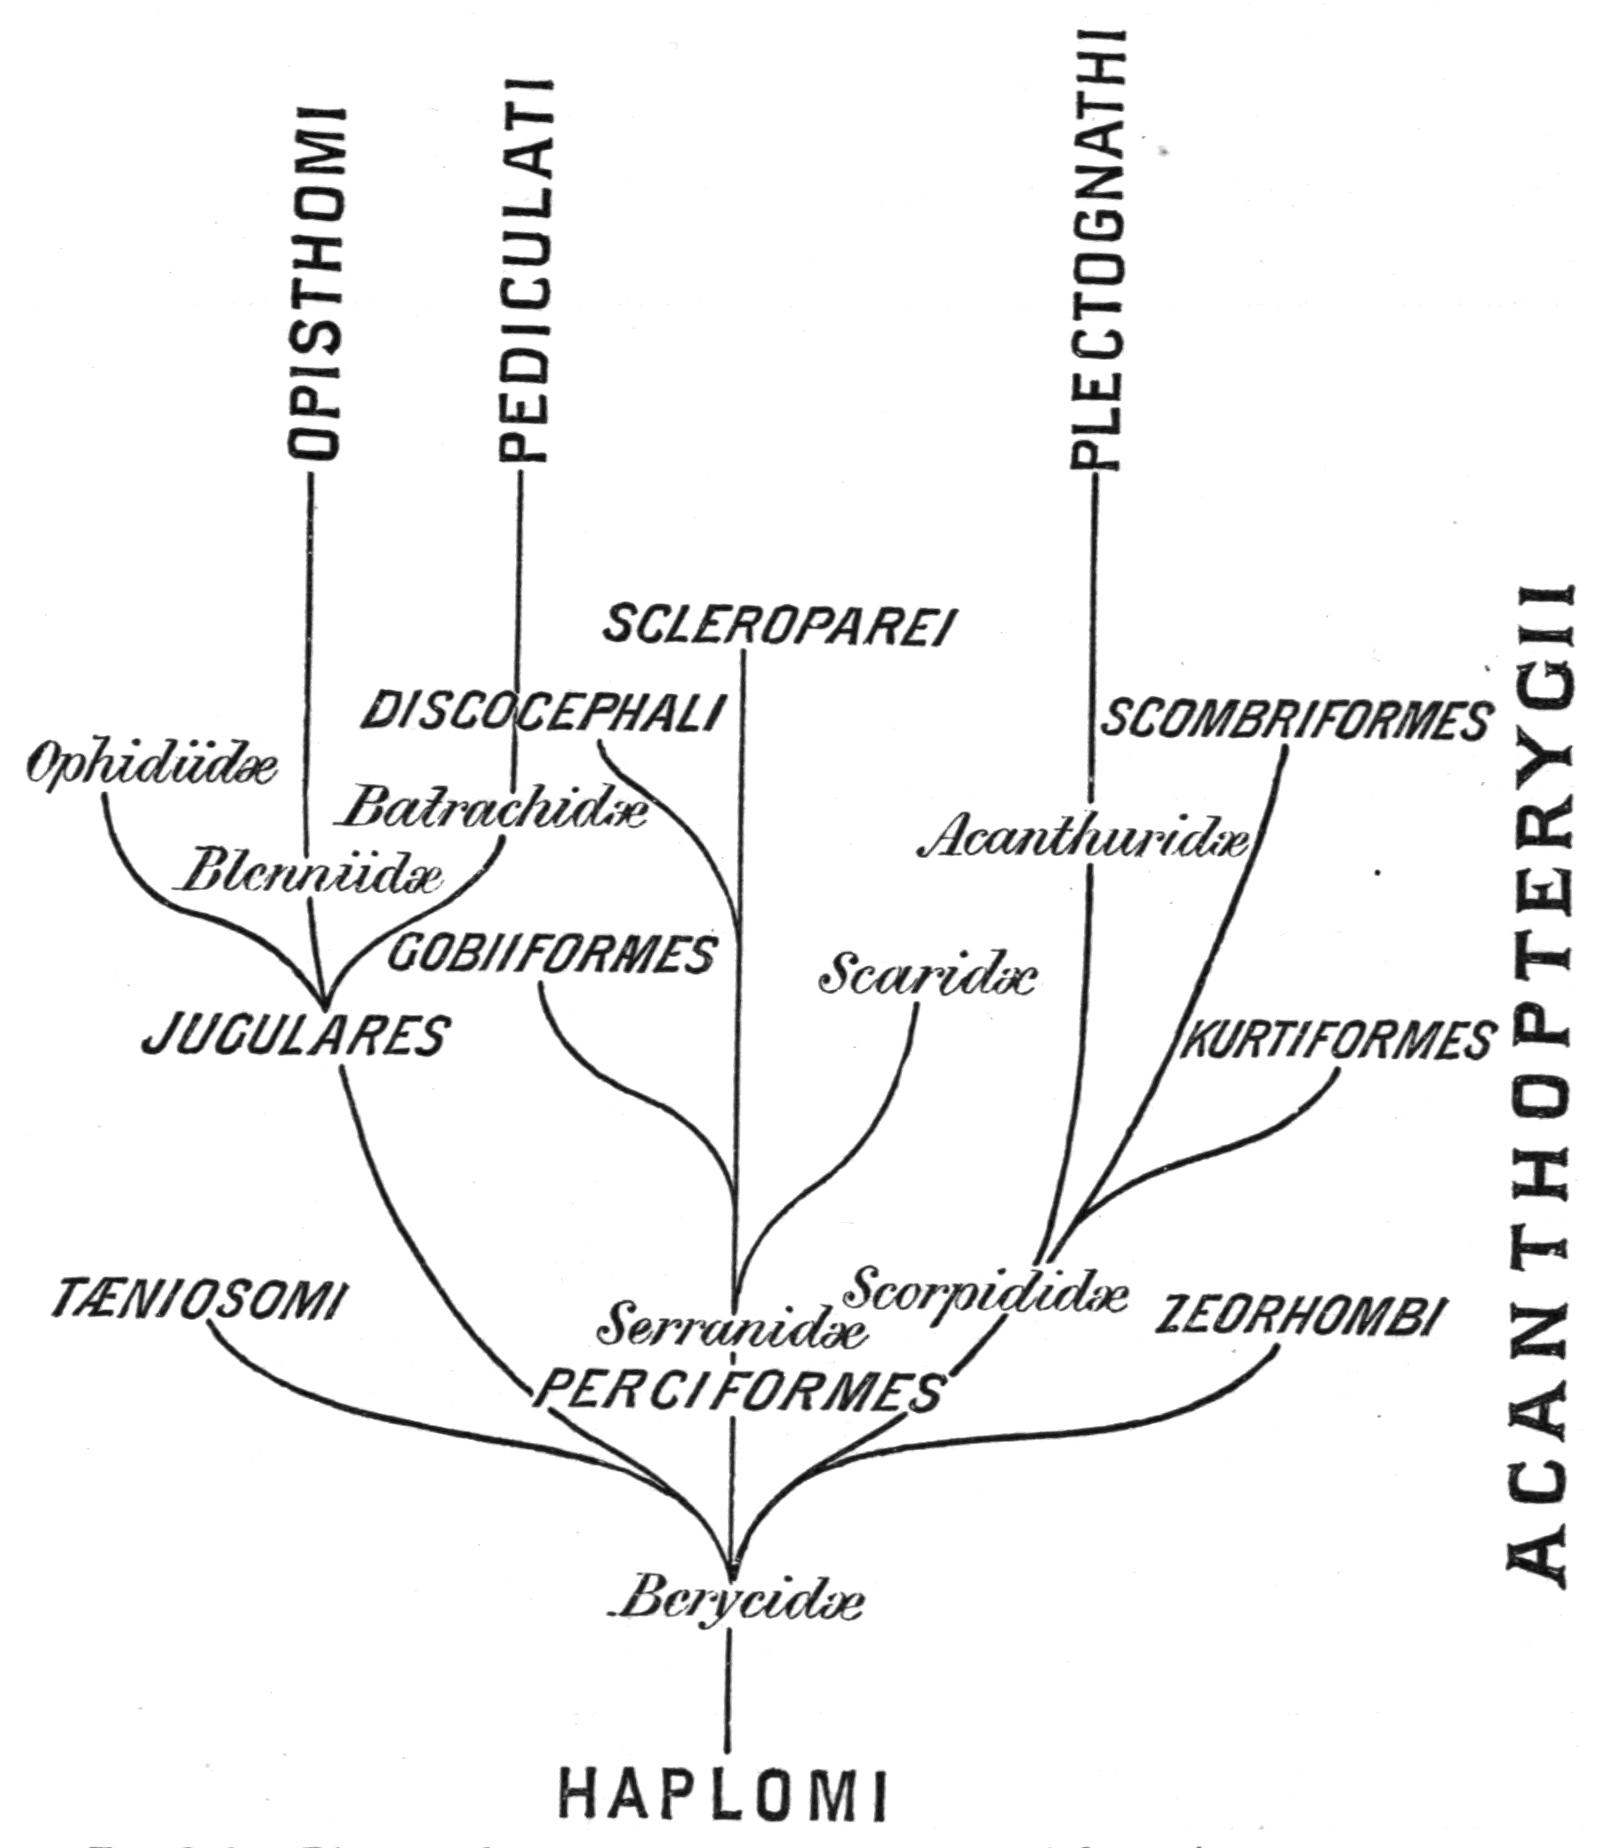 PLECTOGNATHI
PEDICULATI
OPISTHOMI
SCLEROPAREI
DISCOCEPHALI
SCOMBRIFORMES
Ophidiidæ
Batrachidæ
Acanthuridæ
Blenniidæ
GOBIIFORMES
Scaridæ
JUGULARES
KURTIFORMES
ACANTHOPTERYGII
TÆNIOSOMI
Scorpididæ
ZEORHOMBI
Serranidæ
PERCIFORMES
Berycidæ
HAPLOMI